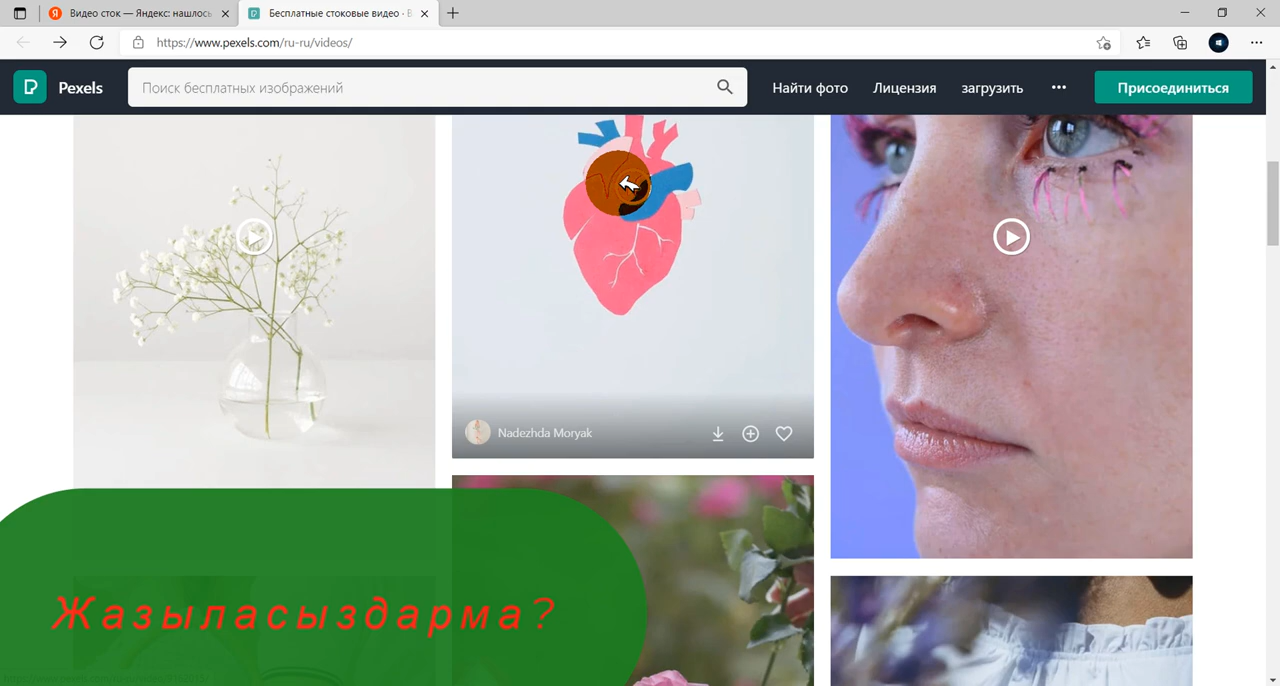 Видео сток — Яндекс: нашлось
Бесплатные стоковые видео · В
https://www.pexels.com/ru-ru/videos/
Pexels
Поиск бесплатных изображений
Найти фото
Лицензия
загрузить
Присоединиться
Nadezhda Moryak
Жазыласыздарма?